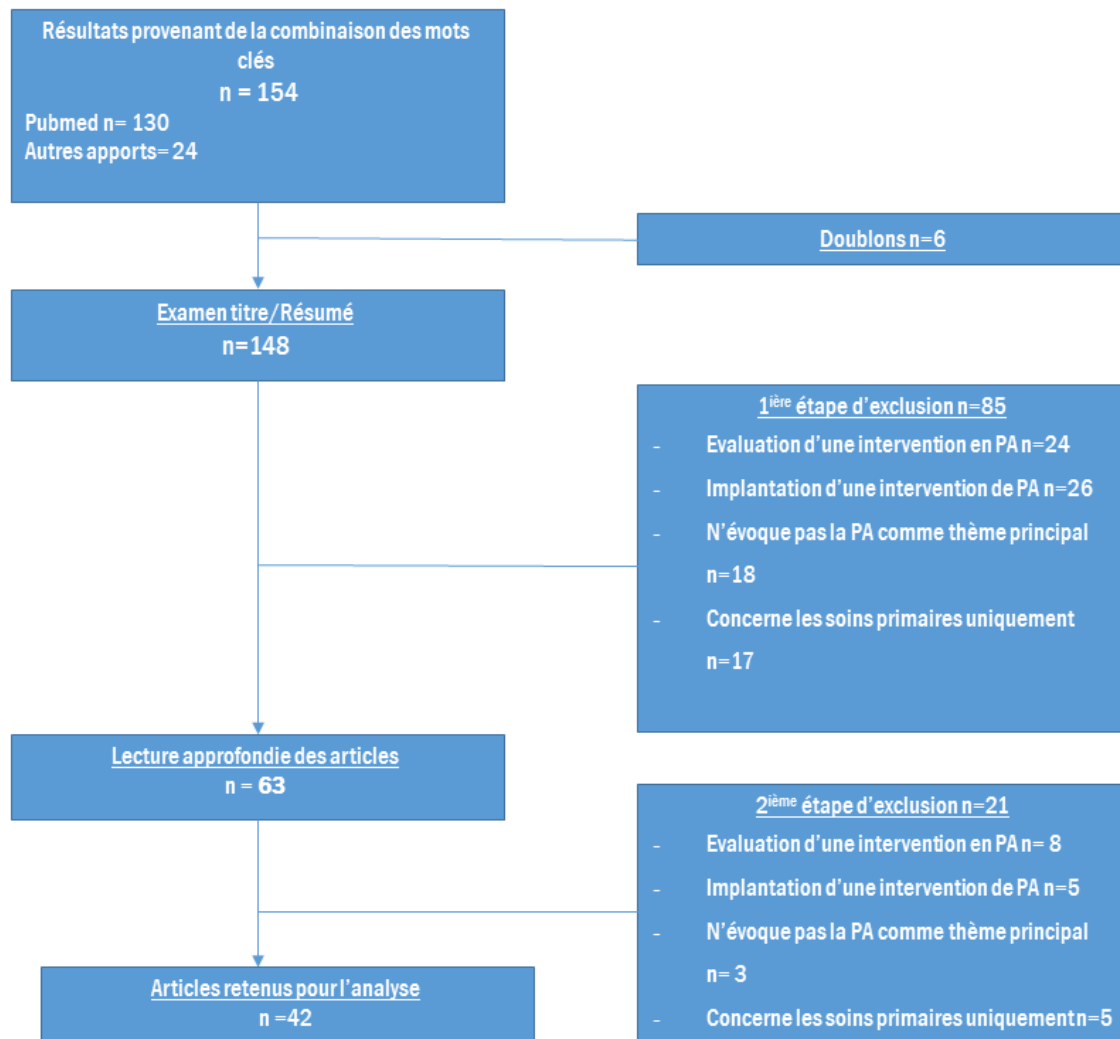 Résultats provenant de la combinaison des mots
clés
n = 154
Pubmed n= 130
Autres apports= 24
Doublons n=6
Examen titre/Résumé
n=148
1ière étape d'exclusion n=85
- Evaluation d'une intervention en PA n=24
- Implantation d'une intervention de PA n=26
- N'évoque pas la PA comme thème principal
n=18
- Concerne les soins primaires uniquement
n=17
Lecture approfondie des articles
n = 63
2ième étape d'exclusion n=21
- Evaluation d'une intervention en PA n= 8
- Implantation d'une intervention de PA n=5
- N'évoque pas la PA comme thème principal
n= 3
- Concerne les soins primaires uniquement n=5
Articles retenus pour l'analyse
n =42